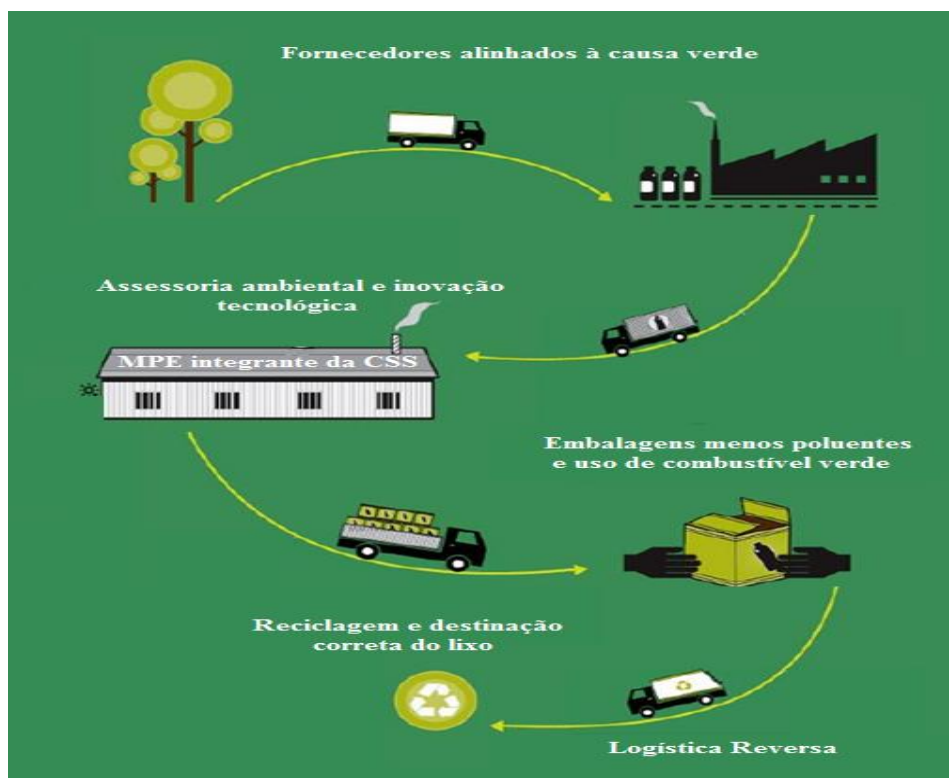 Fornecedores alinhados à causa verde
Assessoria ambiental e inovação
tecnológica
MPE integrante da CSS
Embalagens menos poluentes
e uso de combustível verde
Reciclagem e destinação
correta do lixo
Logística Reversa